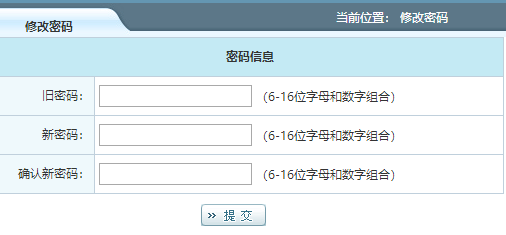 修改密码
当前位置： 修改密码
密码信息
旧密码： （6-16位字母和数字组合）
新密码： （6-16位字母和数字组合）
确认新密码： （6-16位字母和数字组合）
提 交